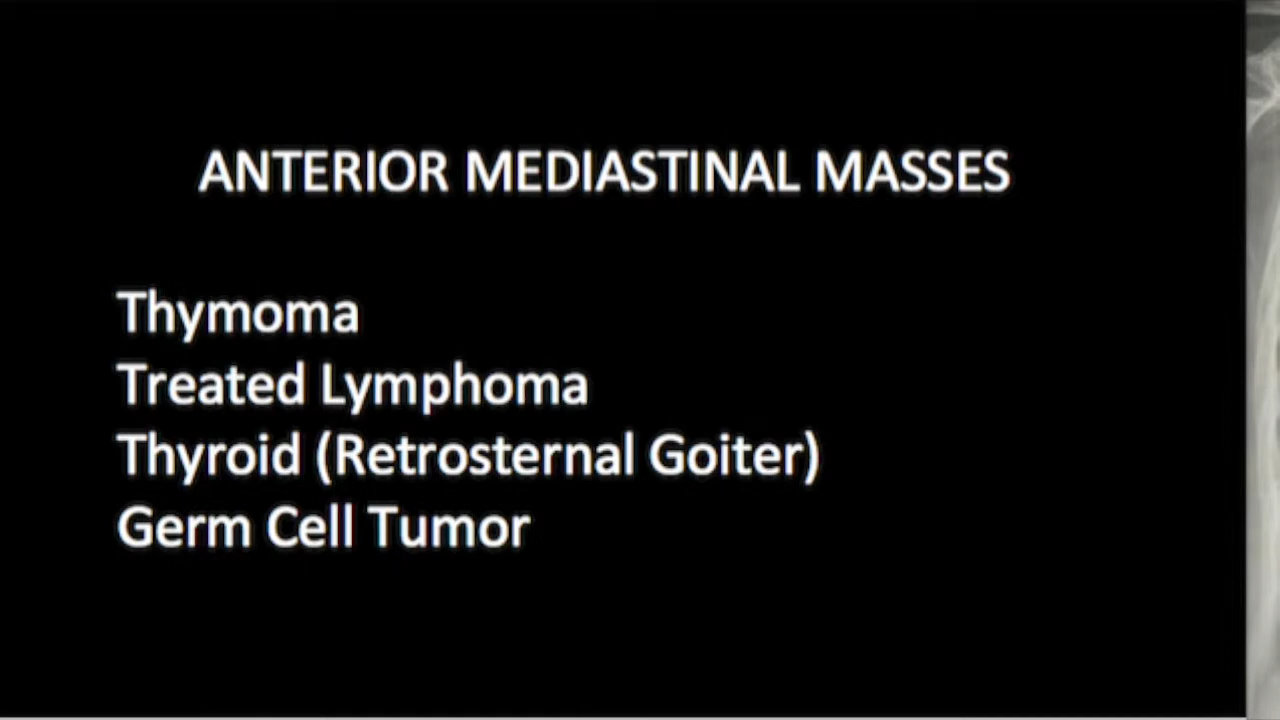 ANTERIOR MEDIASTINAL MASSES
Thymoma
Treated Lymphoma
Thyroid (Retrosternal Goiter)
Germ Cell Tumor